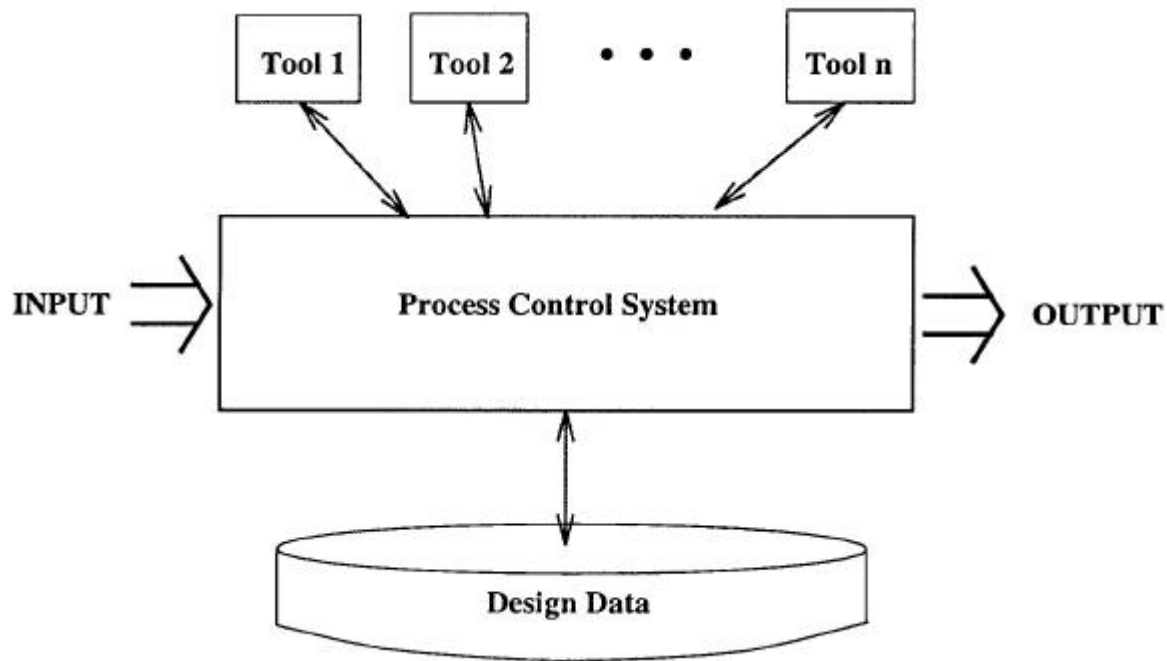 Tool 1
Tool 2
• • •
Tool n
INPUT
Process Control System
OUTPUT
Design Data